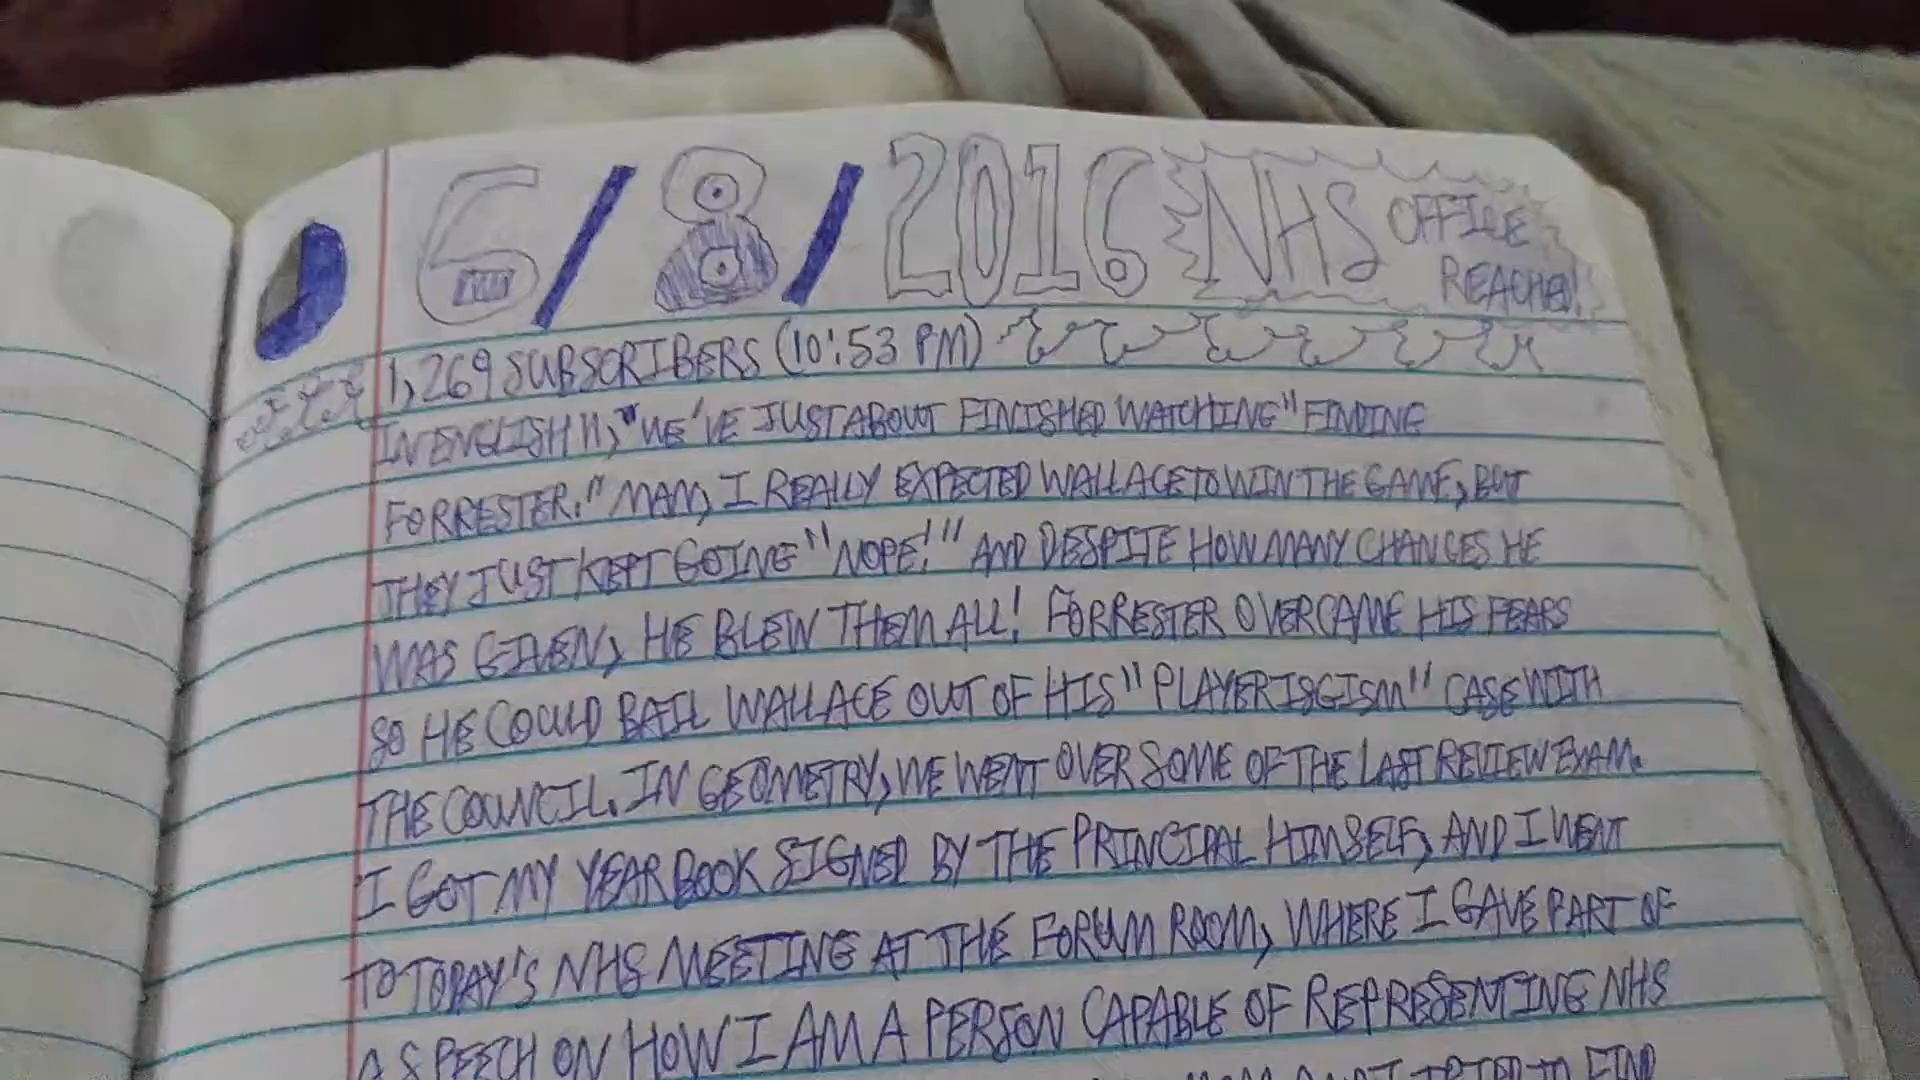 6/8/2016 NHS OFFICE REACHED!
1,269 SUBSCRIBERS (10:53 PM)
IN ENGLISH 11, "WE'VE JUST ABOUT FINISHED WATCHING "FINDING
FORRESTER." MAN, I REALLY EXPECTED WALLACE TO WIN THE GAME, BUT
THEY JUST KEPT GOING "NOPE!" AND DESPITE HOW MANY CHANCES HE
WAS GIVEN, HE BLEW THEM ALL! FORRESTER OVERCAME HIS FEARS
SO HE COULD BAIL WALLACE OUT OF HIS "PLAYERISGISM" CASE WITH
THE COUNCIL. IN GEOMETRY, WE WENT OVER SOME OF THE LAST REVIEW EXAM.
I GOT MY YEARBOOK SIGNED BY THE PRINCIPAL HIMSELF, AND I WENT
TO TODAY'S NHS MEETING AT THE FORUM ROOM, WHERE I GAVE PART OF
A SPEECH ON HOW I AM A PERSON CAPABLE OF REPRESENTING NHS
TO FIND